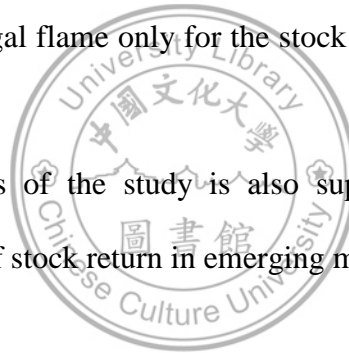 gal flame only for the stock
University Library
中國文化大學
s of the study is also sup
圖書館
f stock return in emerging m
Chinese Culture